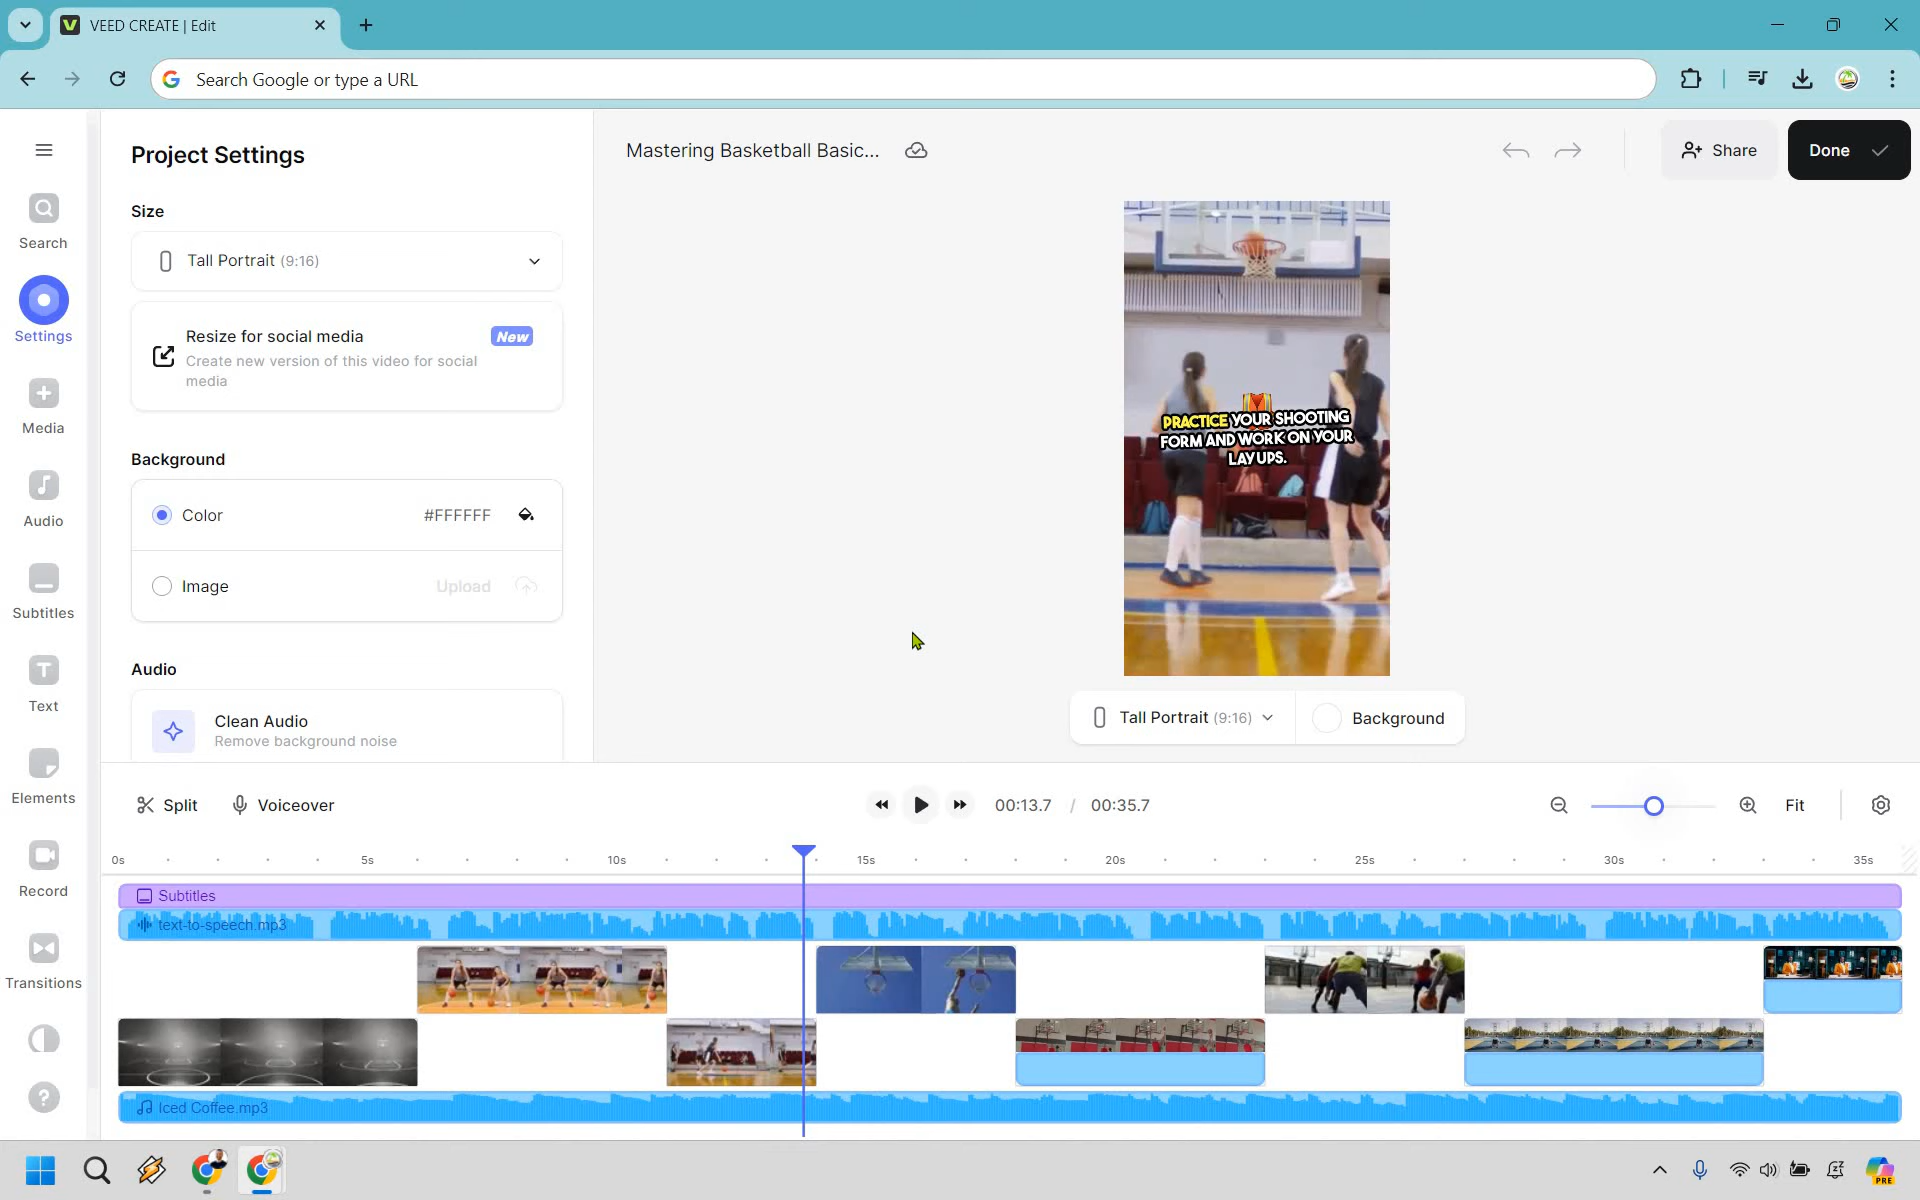 VEED CREATE | Edit
Search Google or type a URL
Project Settings
Mastering Basketball Basic...
Share
Done
Search
Size
Tall Portrait (9:16)
Settings
Resize for social media
New
Create new version of this video for social
media
Media
Background
Color
#FFFFFF
PRACTICE YOUR SHOOTING
FORM AND WORK ON YOUR
LAY UPS.
Audio
Image
Upload
Subtitles
Audio
Text
Clean Audio
Remove background noise
Tall Portrait (9:16)
Background
Elements
Split
Voiceover
00:13.7 / 00:35.7
Fit
0s
5s
10s
15s
20s
25s
30s
35s
Record
Subtitles
text-to-speech.mp3
Transitions
?
Iced Coffee.mp3
PRE